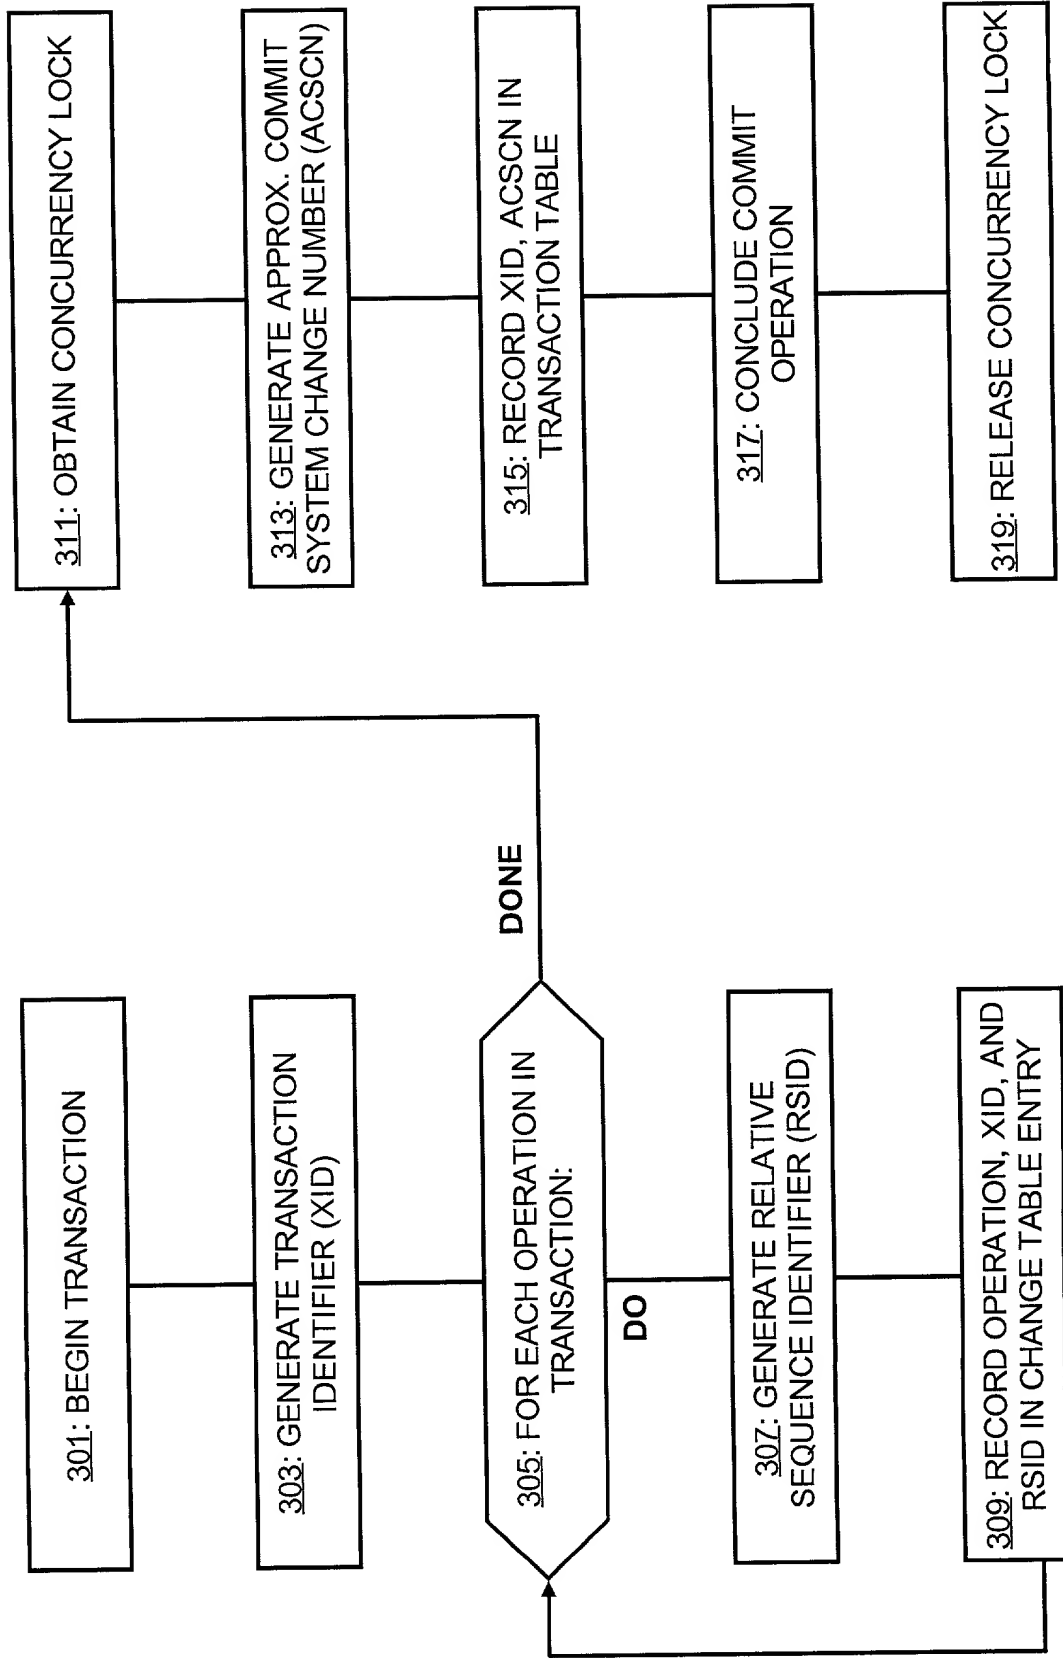 301: BEGIN TRANSACTION
303: GENERATE TRANSACTION
IDENTIFIER (XID)
305: FOR EACH OPERATION IN
TRANSACTION:
DO
307: GENERATE RELATIVE
SEQUENCE IDENTIFIER (RSID)
309: RECORD OPERATION, XID, AND
RSID IN CHANGE TABLE ENTRY
DONE
311: OBTAIN CONCURRENCY LOCK
313: GENERATE APPROX. COMMIT
SYSTEM CHANGE NUMBER (ACSCN)
315: RECORD XID, ACSCN IN
TRANSACTION TABLE
317: CONCLUDE COMMIT
OPERATION
319: RELEASE CONCURRENCY LOCK